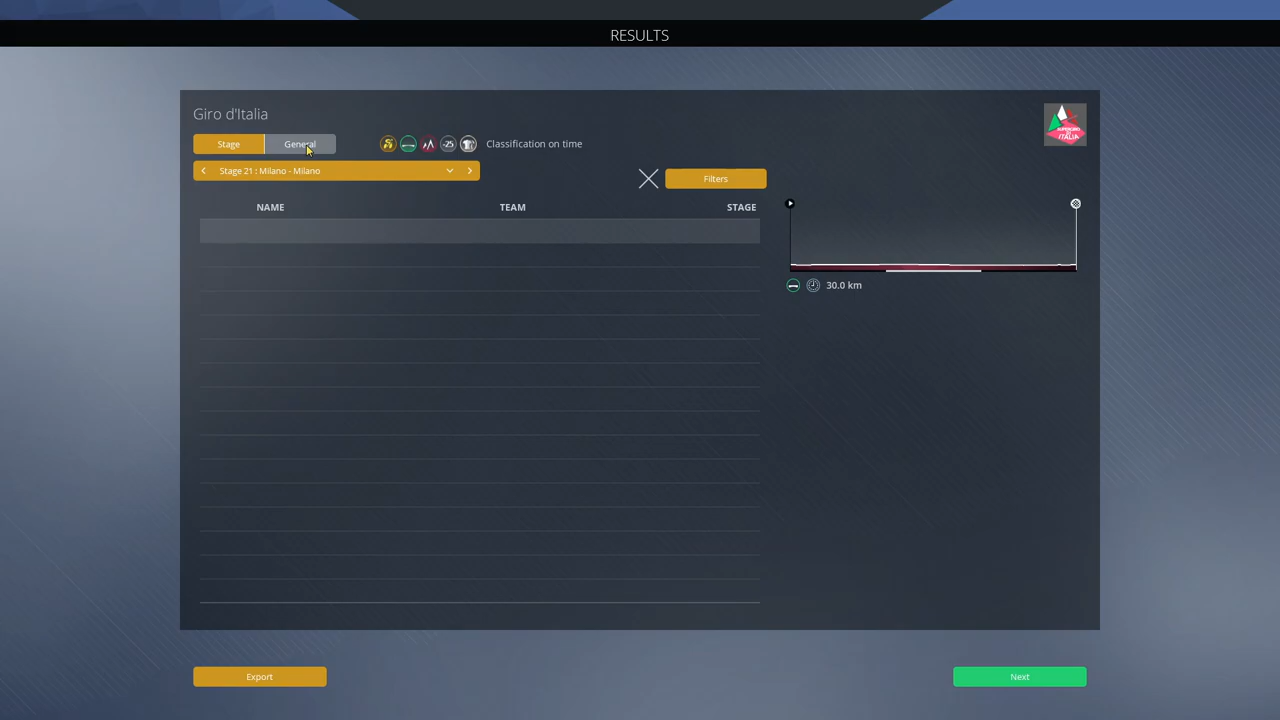 RESULTS
Giro d'Italia
Stage
General
-25
Classification on time
Stage 21 : Milano - Milano
Filters
NAME
TEAM
STAGE
30.0 km
Export
Next